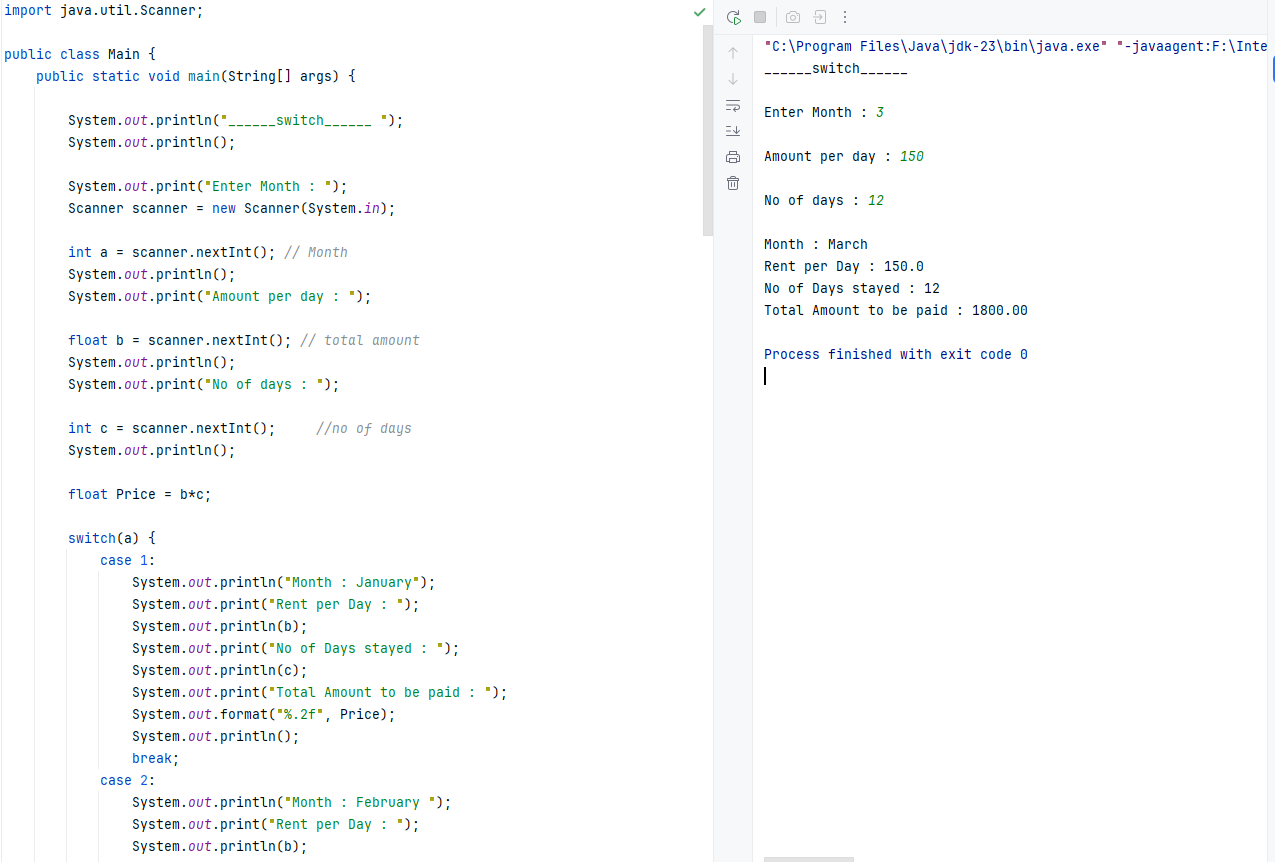 import java.util.Scanner;
public class Main {
public static void main(String[] args) {
System.out.println("______switch______ ");
System.out.println();
System.out.print("Enter Month : ");
Scanner scanner = new Scanner(System.in);
int a = scanner.nextInt(); // Month
System.out.println();
System.out.print("Amount per day : ");
float b = scanner.nextInt(); // total amount
System.out.println();
System.out.print("No of days : ");
int c = scanner.nextInt();     //no of days
System.out.println();
float Price = b*c;
switch(a) {
case 1:
System.out.println("Month : January");
System.out.print("Rent per Day : ");
System.out.println(b);
System.out.print("No of Days stayed : ");
System.out.println(c);
System.out.print("Total Amount to be paid : ");
System.out.format("%.2f", Price);
System.out.println();
break;
case 2:
System.out.println("Month : February ");
System.out.print("Rent per Day : ");
System.out.println(b);
"C:\Program Files\Java\jdk-23\bin\java.exe" "-javaagent:F:\Inte
______switch______
Enter Month : 3
Amount per day : 150
No of days : 12
Month : March
Rent per Day : 150.0
No of Days stayed : 12
Total Amount to be paid : 1800.00
Process finished with exit code 0